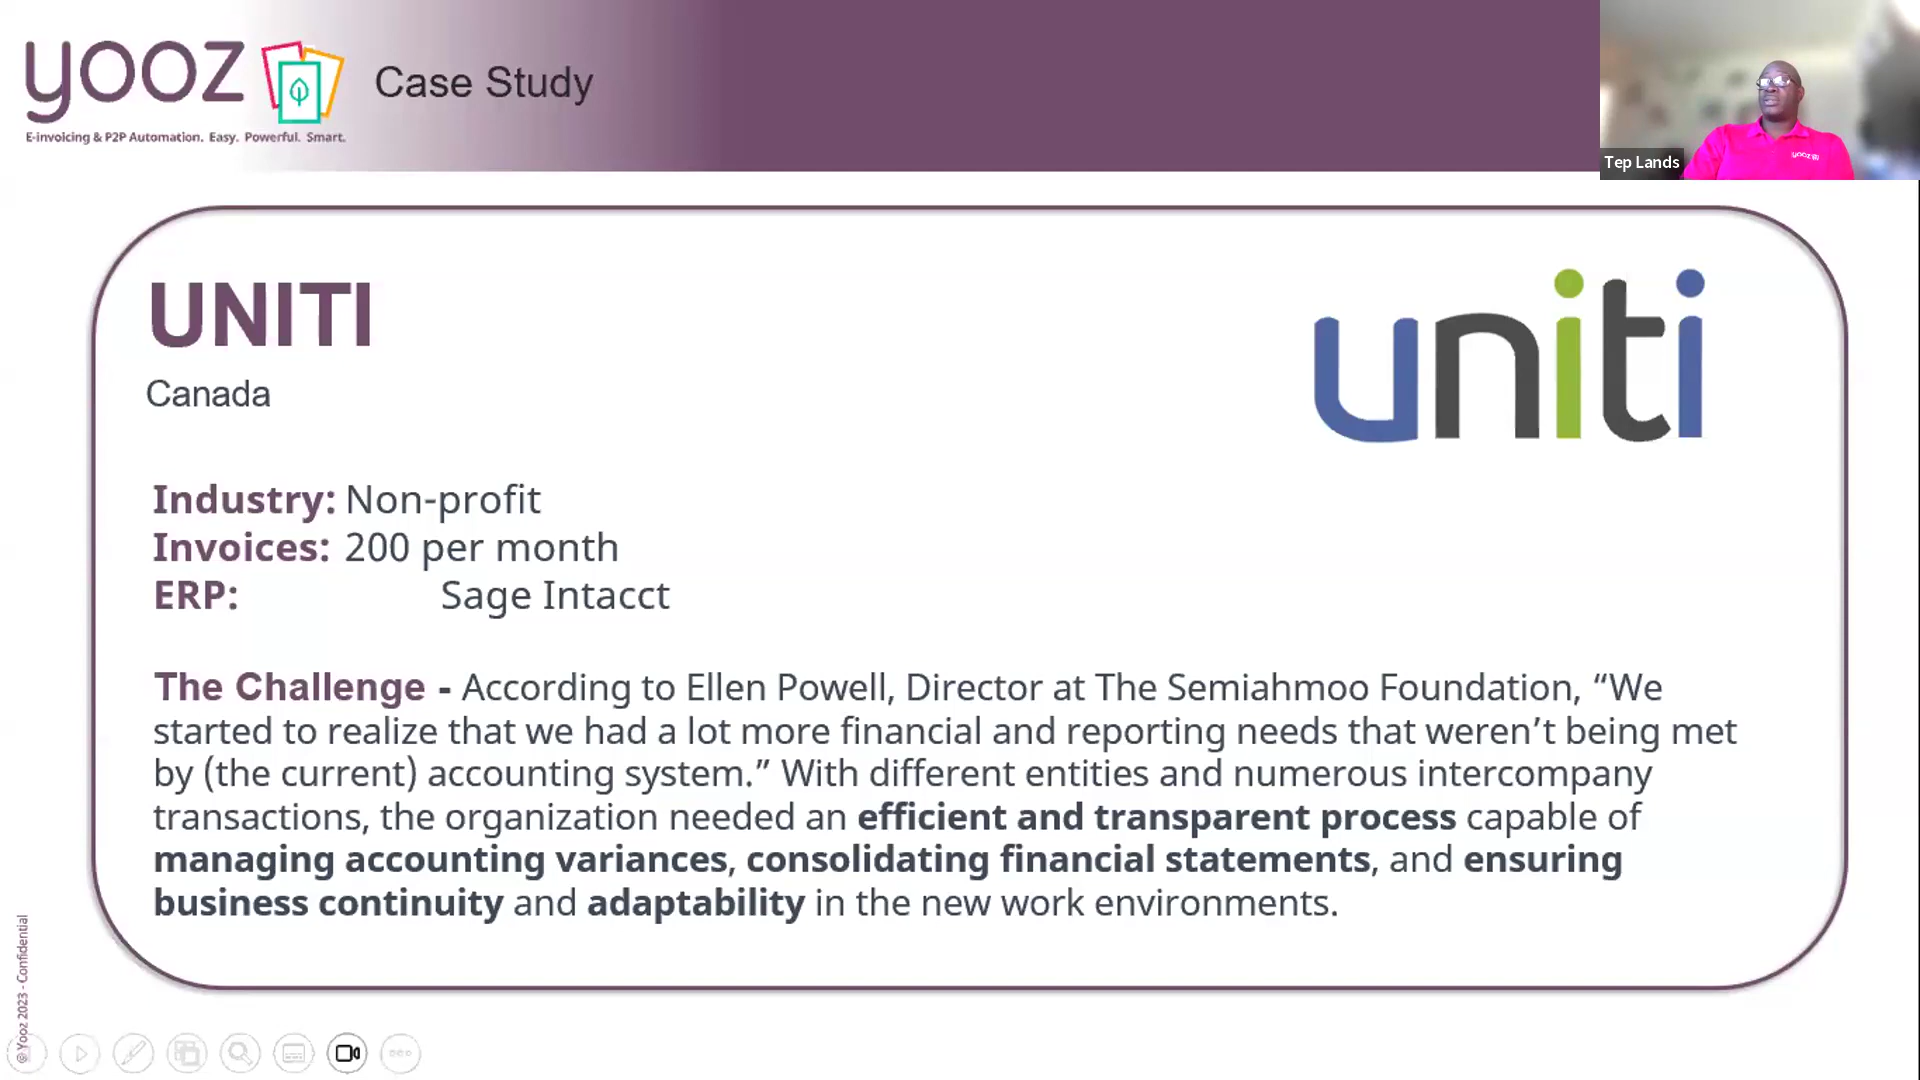 yooz
E-invoicing & P2P Automation. Easy. Powerful. Smart.
Case Study
yooz
Tep Lands
UNITI
Canada
uniti
Industry: Non-profit
Invoices: 200 per month
ERP: Sage Intacct
The Challenge - According to Ellen Powell, Director at The Semiahmoo Foundation, “We
started to realize that we had a lot more financial and reporting needs that weren’t being met
by (the current) accounting system.” With different entities and numerous intercompany
transactions, the organization needed an efficient and transparent process capable of
managing accounting variances, consolidating financial statements, and ensuring
business continuity and adaptability in the new work environments.
© Yooz 2023 - Confidential